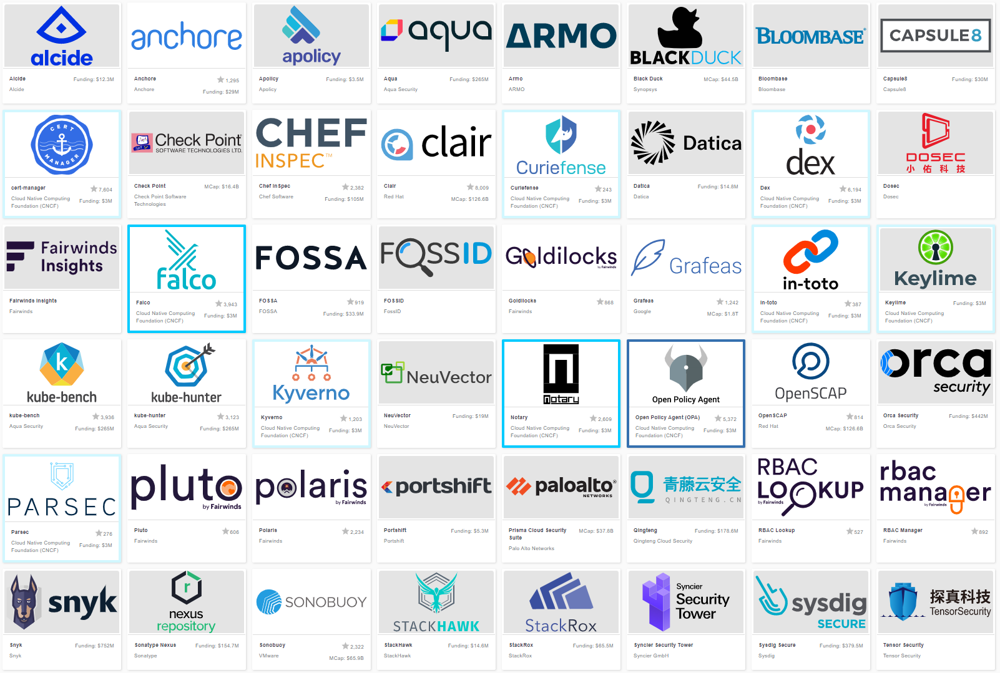 alcide
Alcide
Funding: $12.3M
Alcide
anchore
Anchore
1,295
Anchore
Funding: $29M
apolicy
Apolicy
Funding: $3.5M
Apolicy
aqua
Aqua
Funding: $265M
Aqua Security
ARMO
Armo
ARMO
BLACKDUCK
Black Duck
MCap: $44.5B
Synopsys
BLOOMBASE®
Bloombase
Bloombase
CAPSULE8
Capsule8
Funding: $30M
Capsule8
CERT
MANAGER
cert-manager
7,604
Cloud Native Computing
Foundation (CNCF)
Funding: $3M
Check Point
SOFTWARE TECHNOLOGIES LTD.
Check Point
MCap: $16.4B
Check Point Software
Technologies
CHEF
INSPEC™
Chef InSpec
2,382
Chef Software
Funding: $105M
clair
Clair
8,009
Red Hat
MCap: $126.6B
Curiefense
Curiefense
243
Cloud Native Computing
Foundation (CNCF)
Funding: $3M
Datica
Datica
Funding: $14.8M
Datica
dex
Dex
6,194
Cloud Native Computing
Foundation (CNCF)
Funding: $3M
DOSEC
小佑科技
Dosec
Dosec
Fairwinds
Insights
Fairwinds Insights
Fairwinds
falco
Falco
3,943
Cloud Native Computing
Foundation (CNCF)
Funding: $3M
FOSSA
FOSSA
919
FOSSA
Funding: $33.9M
FOSSID
FOSSID
FossID
Goldilocks
by Fairwinds
Goldilocks
868
Fairwinds
Grafeas
Grafeas
1,242
Google
MCap: $1.8T
in-toto
in-toto
387
Cloud Native Computing
Foundation (CNCF)
Funding: $3M
Keylime
Keylime
Funding: $3M
Cloud Native Computing
Foundation (CNCF)
k
kube-bench
kube-bench
3,936
Aqua Security
Funding: $265M
kube-hunter
kube-hunter
3,123
Aqua Security
Funding: $265M
Kyverno
Kyverno
1,203
Cloud Native Computing
Foundation (CNCF)
Funding: $3M
NeuVector
NeuVector
Funding: $19M
NeuVector
notary
Notary
2,609
Cloud Native Computing
Foundation (CNCF)
Funding: $3M
Open Policy Agent
Open Policy Agent (OPA)
5,372
Cloud Native Computing
Foundation (CNCF)
Funding: $3M
OpenSCAP
OpenSCAP
814
Red Hat
MCap: $126.6B
orca
security
Orca Security
Funding: $442M
Orca Security
PARSEC
Parsec
276
Cloud Native Computing
Foundation (CNCF)
Funding: $3M
pluto
by Fairwinds
Pluto
606
Fairwinds
polaris
by Fairwinds
Polaris
2,234
Fairwinds
portshift
Portshift
Funding: $5.3M
Portshift
paloalto®
NETWORKS
Prisma Cloud Security
Suite
MCap: $37.8B
Palo Alto Networks
青藤云安全
QINGTENG.CN
Qingteng
Funding: $178.6M
Qingteng Cloud Security
RBAC
LOOKUP
by Fairwinds
RBAC Lookup
527
Fairwinds
rbac
manager
by Fairwinds
RBAC Manager
892
Fairwinds
snyk
Snyk
Funding: $752M
Snyk
r
nexus
repository
Sonatype Nexus
Funding: $154.7M
Sonatype
SONOBUOY
Sonobuoy
2,322
VMware
MCap: $65.9B
STACKHAWK
StackHawk
Funding: $14.6M
StackHawk
StackRox
StackRox
Funding: $65.5M
StackRox
Syncier
Security
Tower
Syncier Security Tower
Syncier GmbH
sysdig
SECURE
Sysdig Secure
Funding: $379.5M
Sysdig
探真科技
TensorSecurity
Tensor Security
Tensor Security